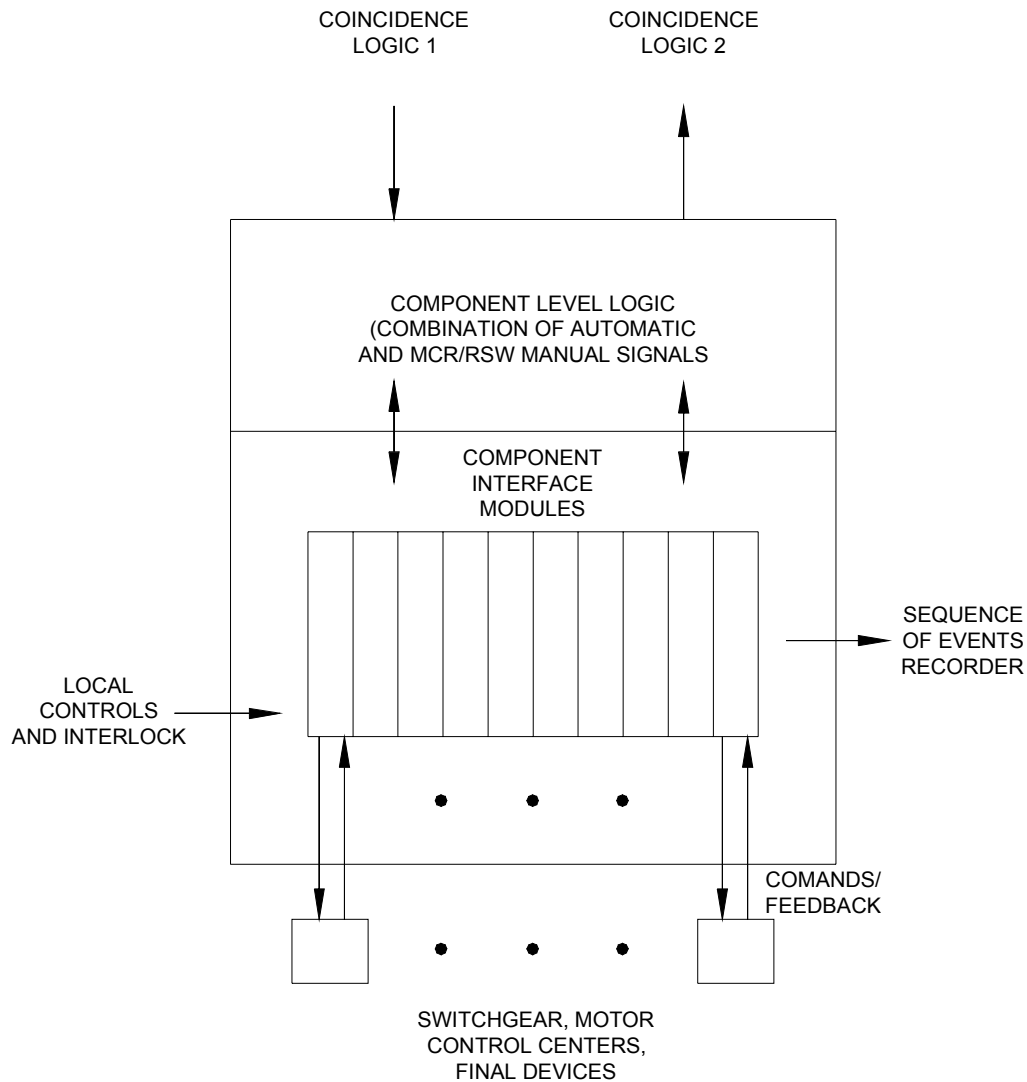 COINCIDENCE
LOGIC 1
COINCIDENCE
LOGIC 2
COMPONENT LEVEL LOGIC
(COMBINATION OF AUTOMATIC
AND MCR/RSW MANUAL SIGNALS
COMPONENT
INTERFACE
MODULES
SEQUENCE
OF EVENTS
RECORDER
LOCAL
CONTROLS
AND INTERLOCK
COMANDS/
FEEDBACK
SWITCHGEAR, MOTOR
CONTROL CENTERS,
FINAL DEVICES